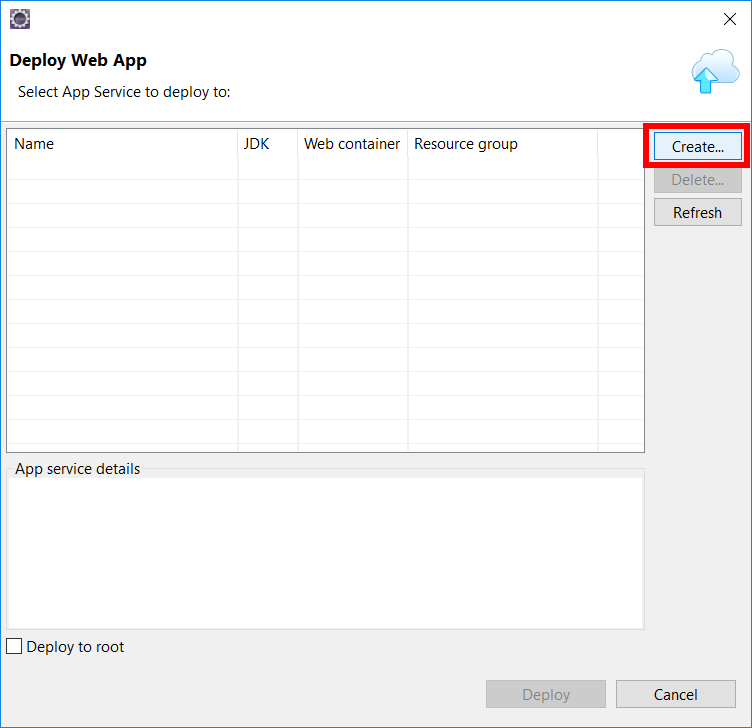 Deploy Web App
Select App Service to deploy to:
Name JDK Web container Resource group
Create...
Delete...
Refresh
App service details
Deploy to root
Deploy Cancel